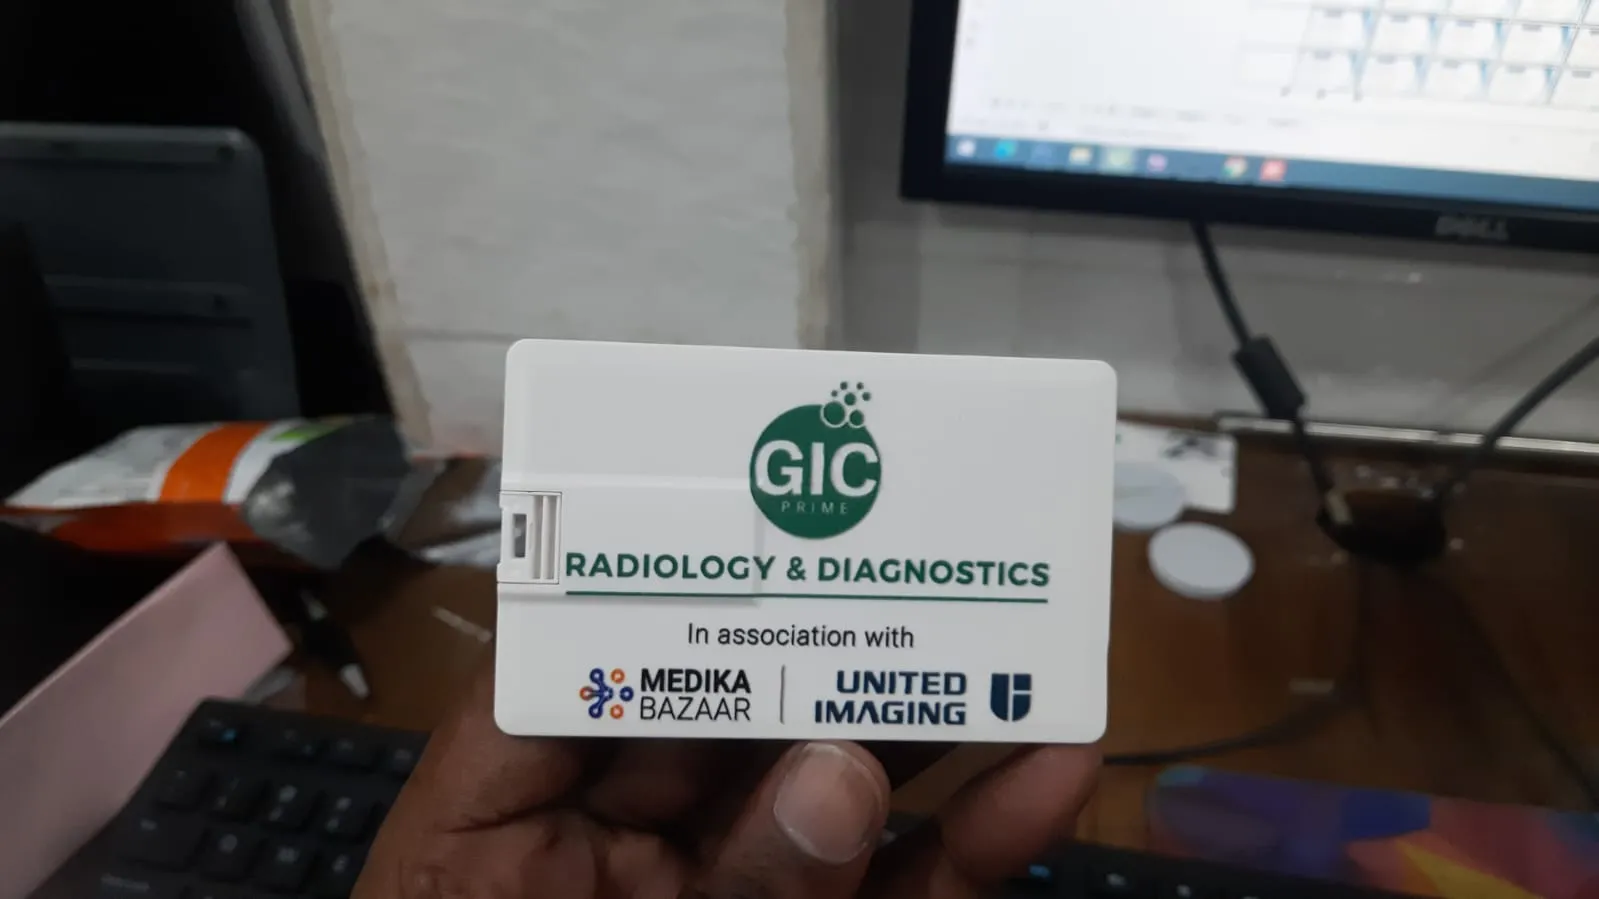 DELL
GIC
PRIME
RADIOLOGY & DIAGNOSTICS
In association with
MEDIKA
BAZAAR
UNITED
IMAGING